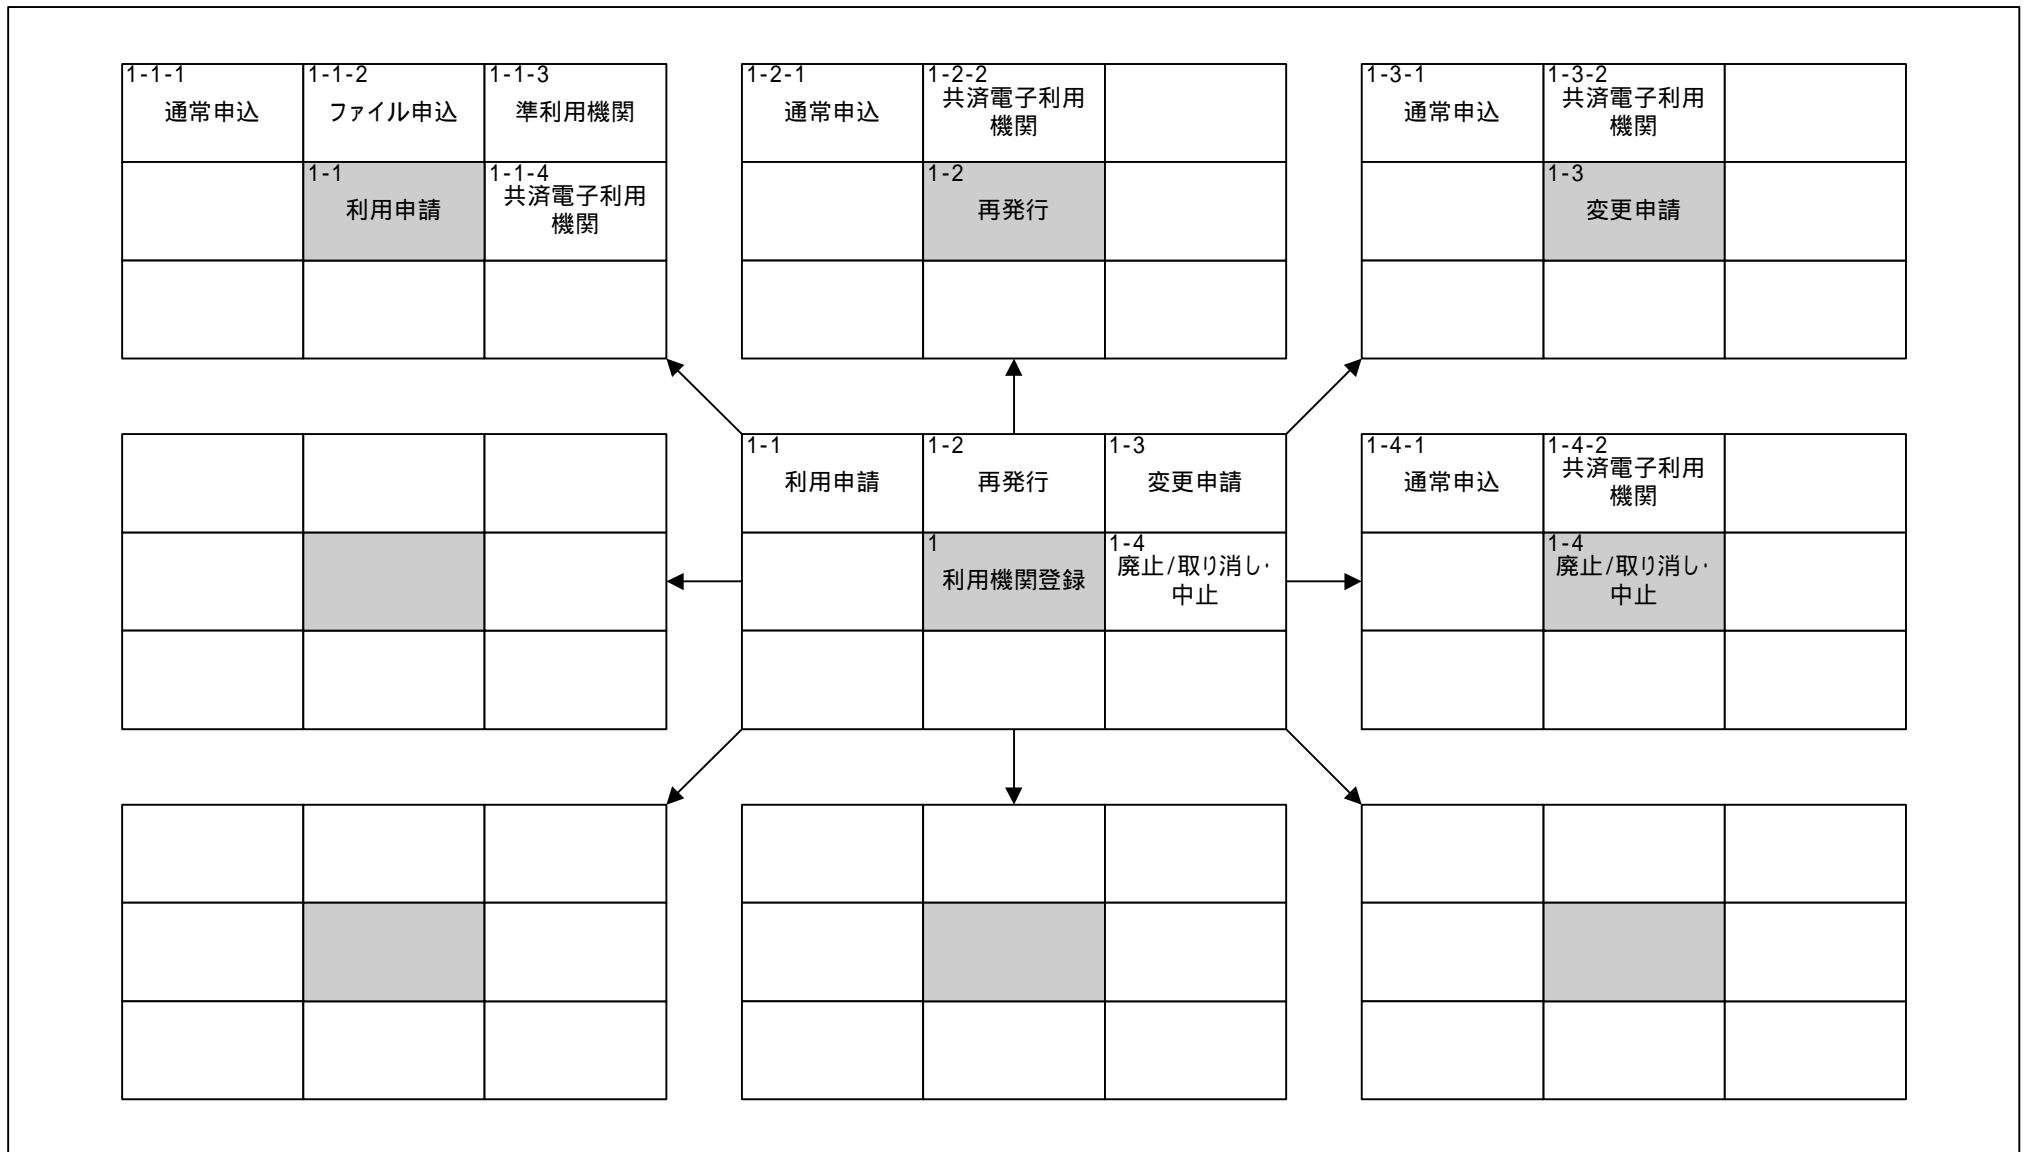 1-1-1
通常申込
1-1-2
ファイル申込
1-1-3
準利用機関
1-1
利用申請
1-1-4
共済電子利用
機関
1-2-1
通常申込
1-2-2
共済電子利用
機関
1-2
再発行
1-3-1
通常申込
1-3-2
共済電子利用
機関
1-3
変更申請
1-1
利用申請
1-2
再発行
1-3
変更申請
1
利用機関登録
1-4
廃止/取り消し・
中止
1-4-1
通常申込
1-4-2
共済電子利用
機関
1-4
廃止/取り消し・
中止